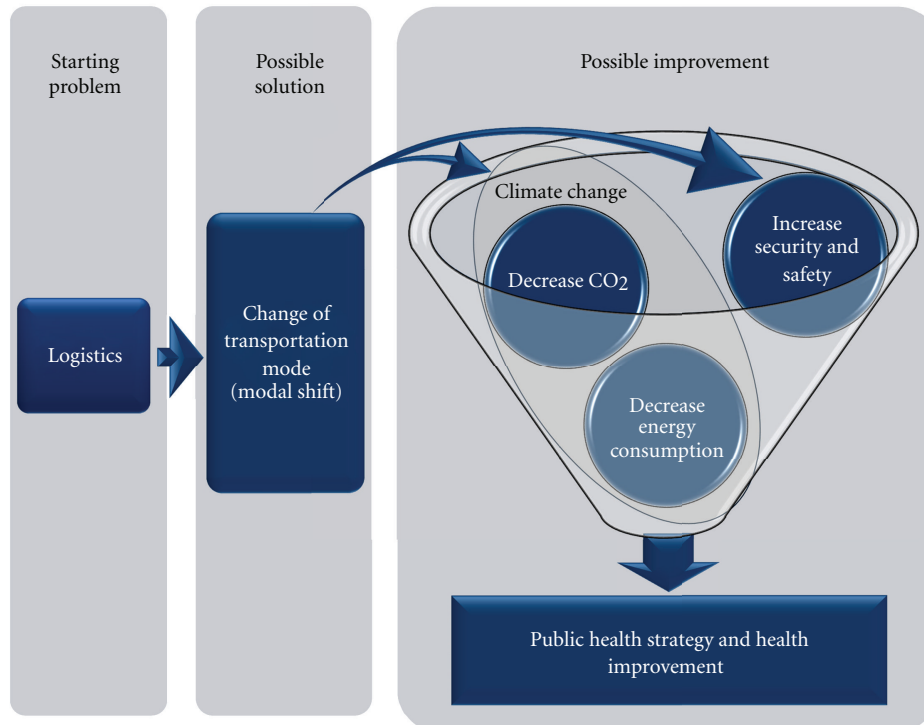 Starting
problem
Possible
solution
Possible improvement
Logistics
Change of
transportation
mode
(modal shift)
Climate change
Decrease CO2
Increase
security and
safety
Decrease
energy
consumption
Public health strategy and health
improvement